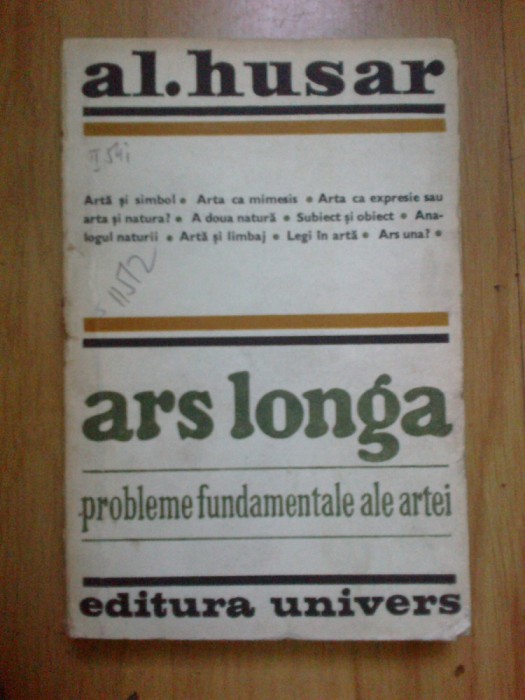 al.husar
Artă și simbol • Arta ca mimesis • Arta ca expresie sau
arta și natura? • A doua natură • Subiect și obiect • Ana-
logul naturii • Artă și limbaj • Legi în artă • Ars una? •
11512
ars longa
probleme fundamentale ale artei
editura univers